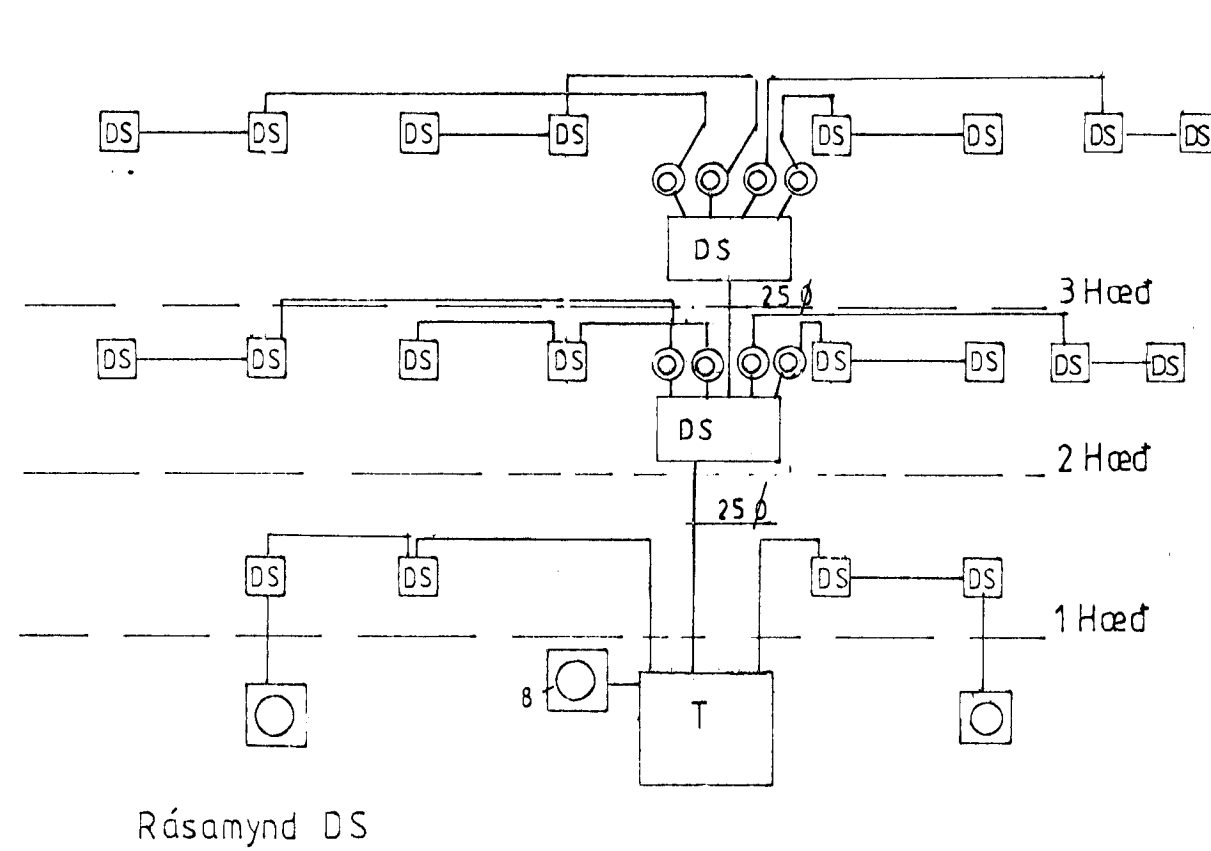 DS DS DS DS DS DS DS DS
DS
25 Ø
3 Hæð
DS DS DS DS DS DS DS DS
DS
2 Hæð
25 Ø
DS DS DS DS
1 Hæð
8
T
Rásamynd DS